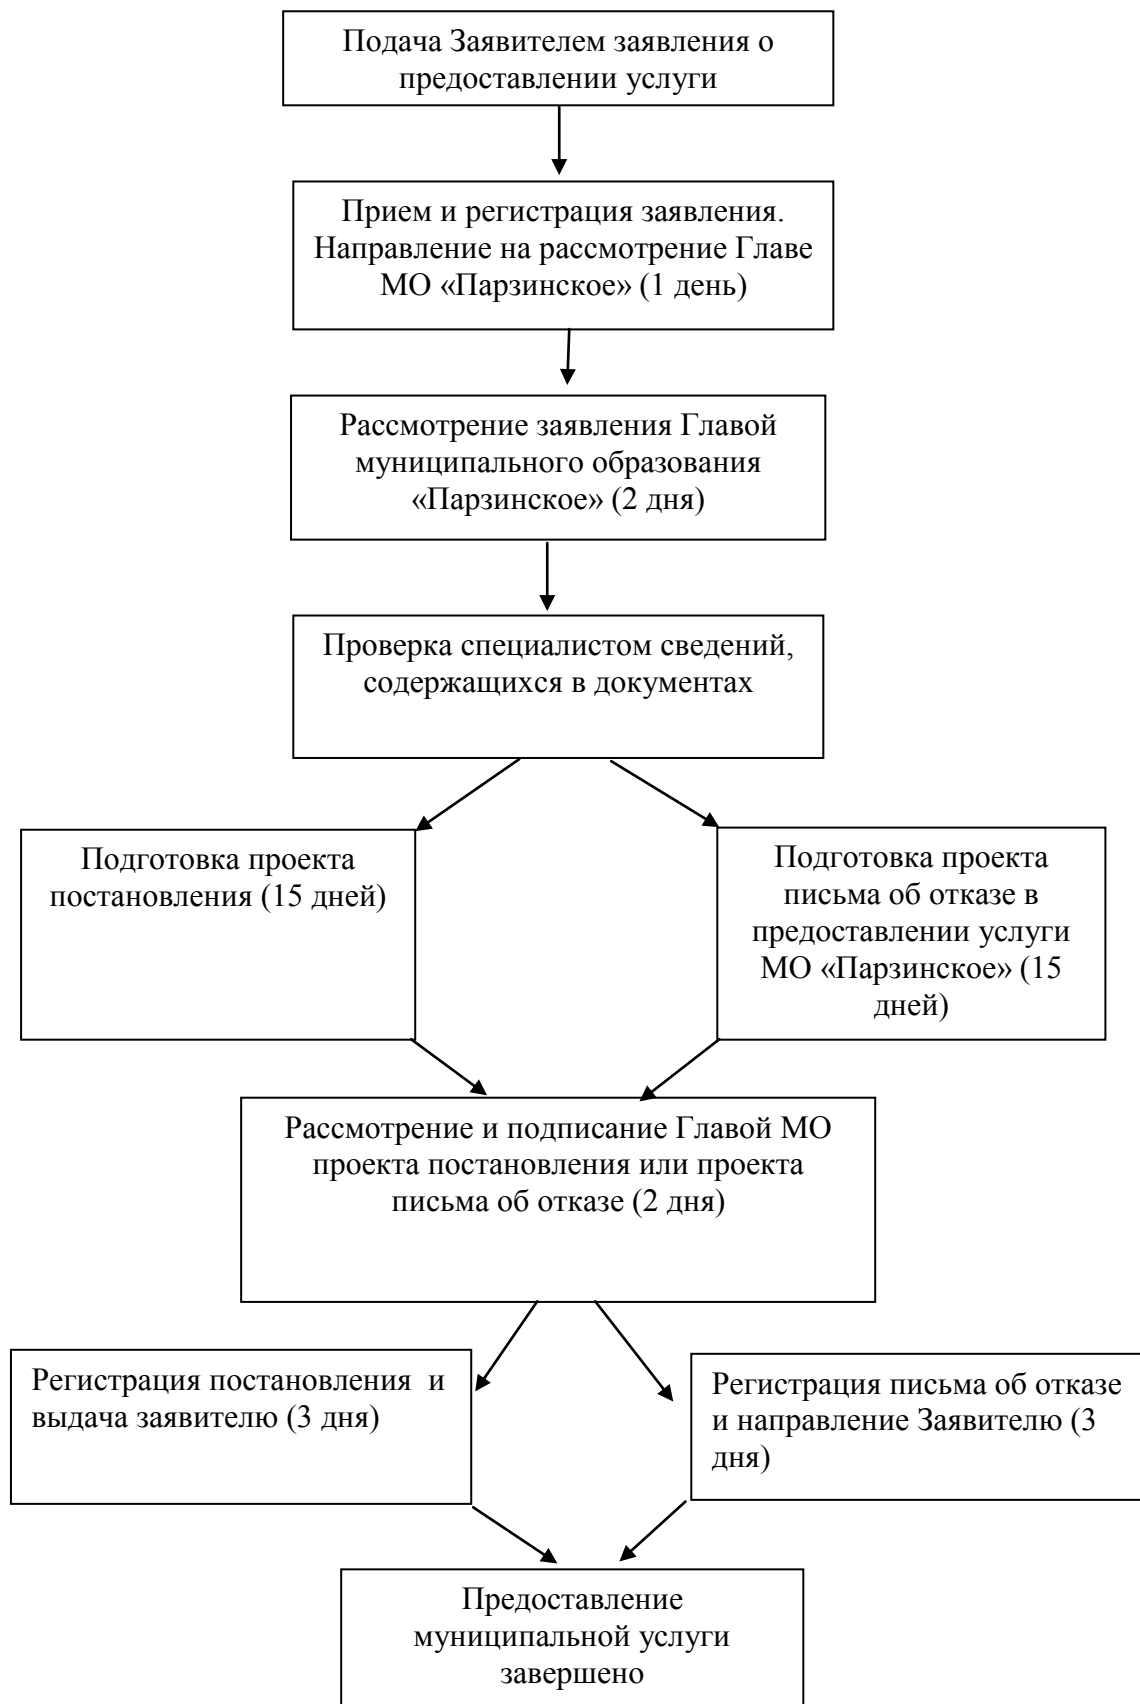 Подача Заявителем заявления о
предоставлении услуги
Прием и регистрация заявления.
Направление на рассмотрение Главе
МО «Парзинское» (1 день)
Рассмотрение заявления Главой
муниципального образования
«Парзинское» (2 дня)
Проверка специалистом сведений,
содержащихся в документах
Подготовка проекта
постановления (15 дней)
Подготовка проекта
письма об отказе в
предоставлении услуги
МО «Парзинское» (15
дней)
Рассмотрение и подписание Главой МО
проекта постановления или проекта
письма об отказе (2 дня)
Регистрация постановления и
выдача заявителю (3 дня)
Регистрация письма об отказе
и направление Заявителю (3
дня)
Предоставление
муниципальной услуги
завершено